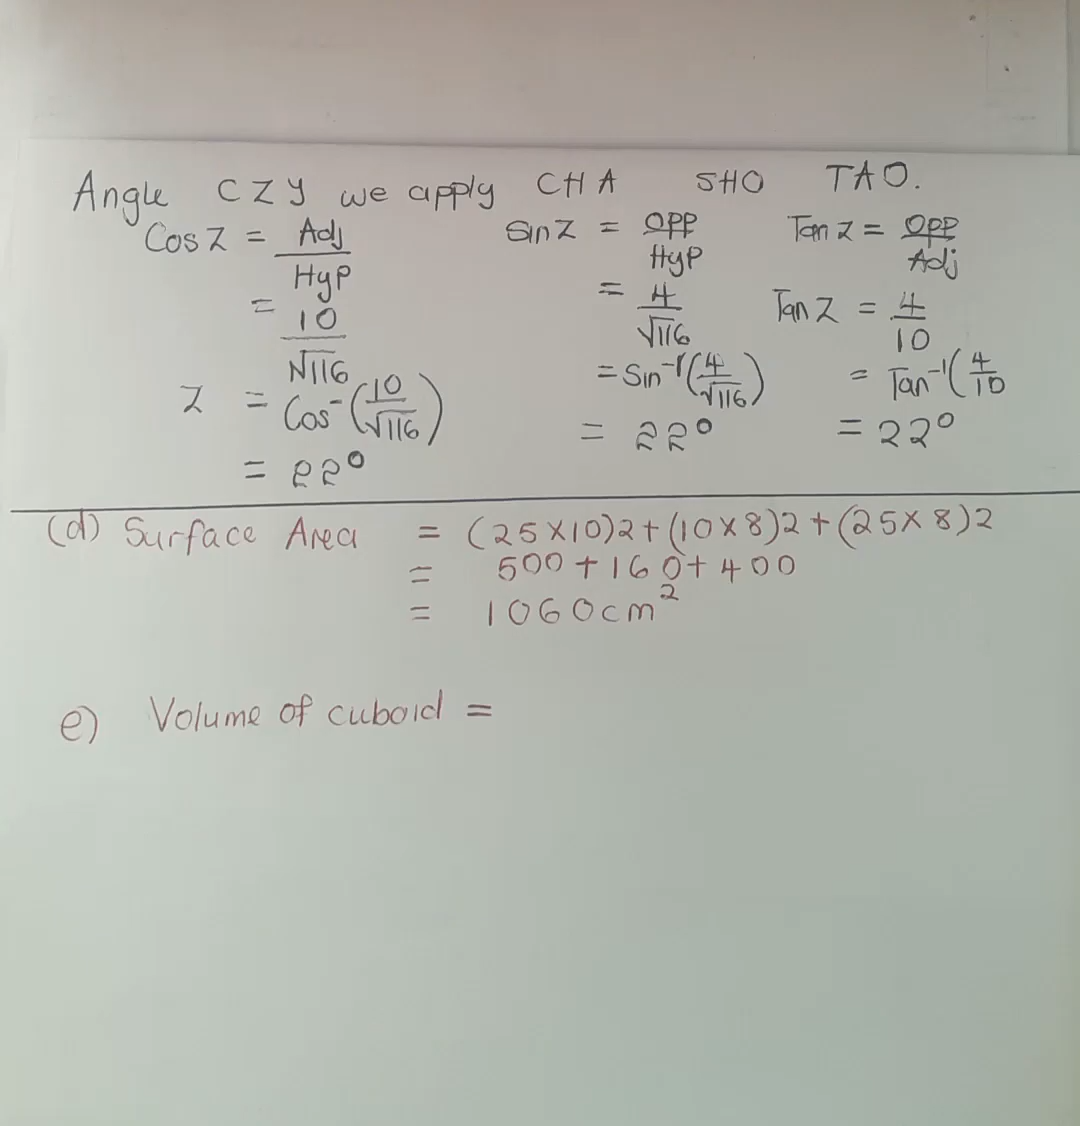 Angle CZY we apply CHA SHO TAO.
Cos Z = Adj
Hyp
= 10
√116
Z = Cos⁻(10/√116)
= 22°
Sin Z = OPP
Hyp
= 4
√116
= Sin⁻¹(4/√116)
= 22°
Tan Z = OPP
Adj
Tan Z = 4
10
= Tan⁻¹(4/10
= 22°
(d) Surface Area = (25×10)2+(10×8)2+(25×8)2
= 500+160+400
= 1060cm²
e) Volume of cuboid =